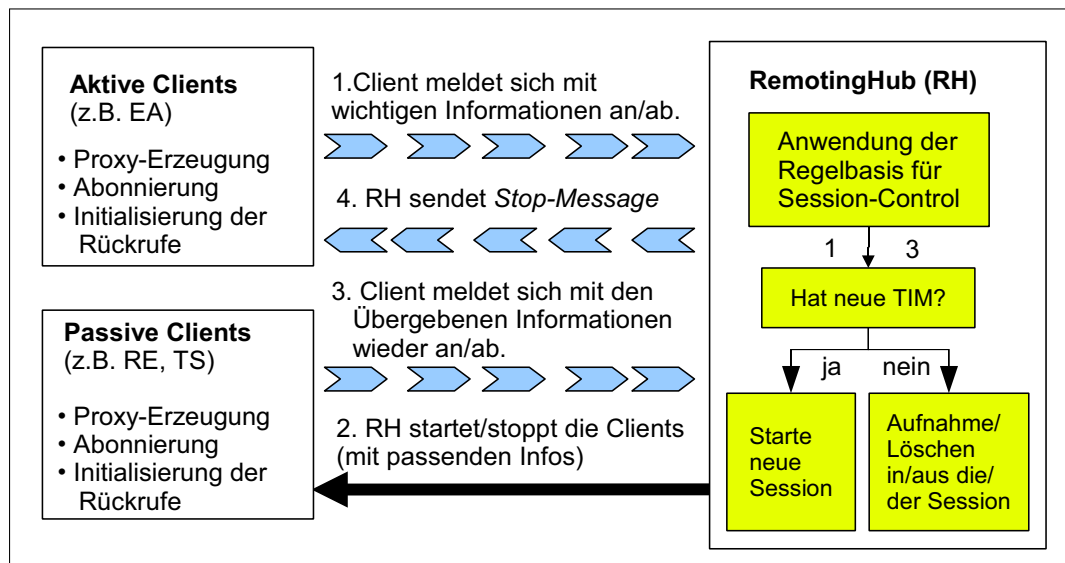 Aktive Clients
(z.B. EA)
• Proxy-Erzeugung
• Abonnierung
• Initialisierung der
Rückrufe
Passive Clients
(z.B. RE, TS)
• Proxy-Erzeugung
• Abonnierung
• Initialisierung der
Rückrufe
1.Client meldet sich mit
wichtigen Informationen an/ab.
4. RH sendet Stop-Message
3. Client meldet sich mit den
Übergebenen Informationen
wieder an/ab.
2. RH startet/stoppt die Clients
(mit passenden Infos)
RemotingHub (RH)
Anwendung der
Regelbasis für
Session-Control
1 3
Hat neue TIM?
ja nein
Starte
neue
Session
Aufnahme/
Löschen
in/aus die/
der Session